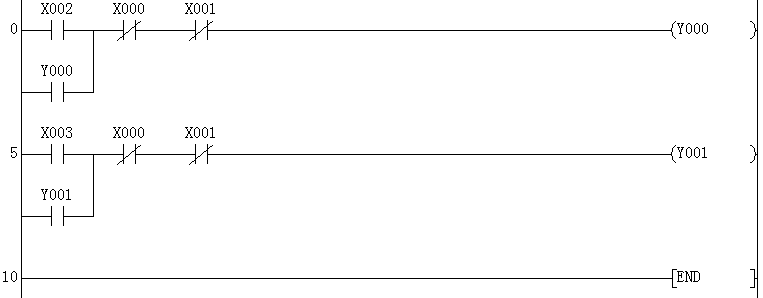 X002 X000 X001
0 (Y000 )
Y000
X003 X000 X001
5 (Y001 )
Y001
10 [END ]